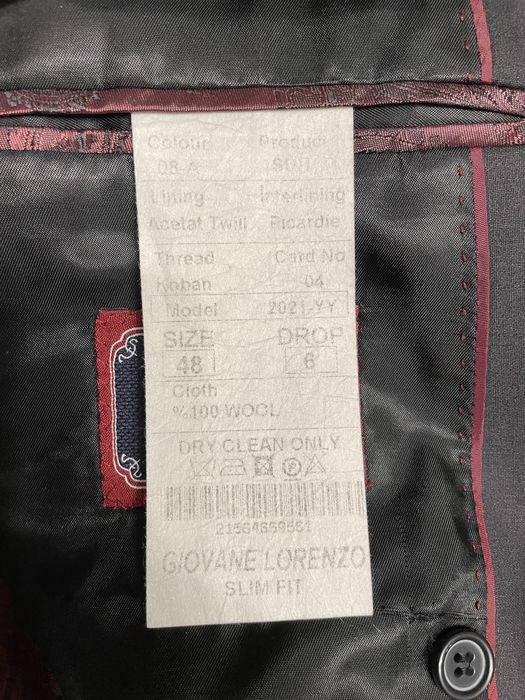 Colour Product
08-A SUIT
Lining Interlining
Acetat Twill Picardie
Thread Card No
Koban 04
Model 2021-YY
SIZE DROP
48 6
Cloth
%100 WOOL
DRY CLEAN ONLY
21564659561
GIOVANE LORENZO
SLIM FIT